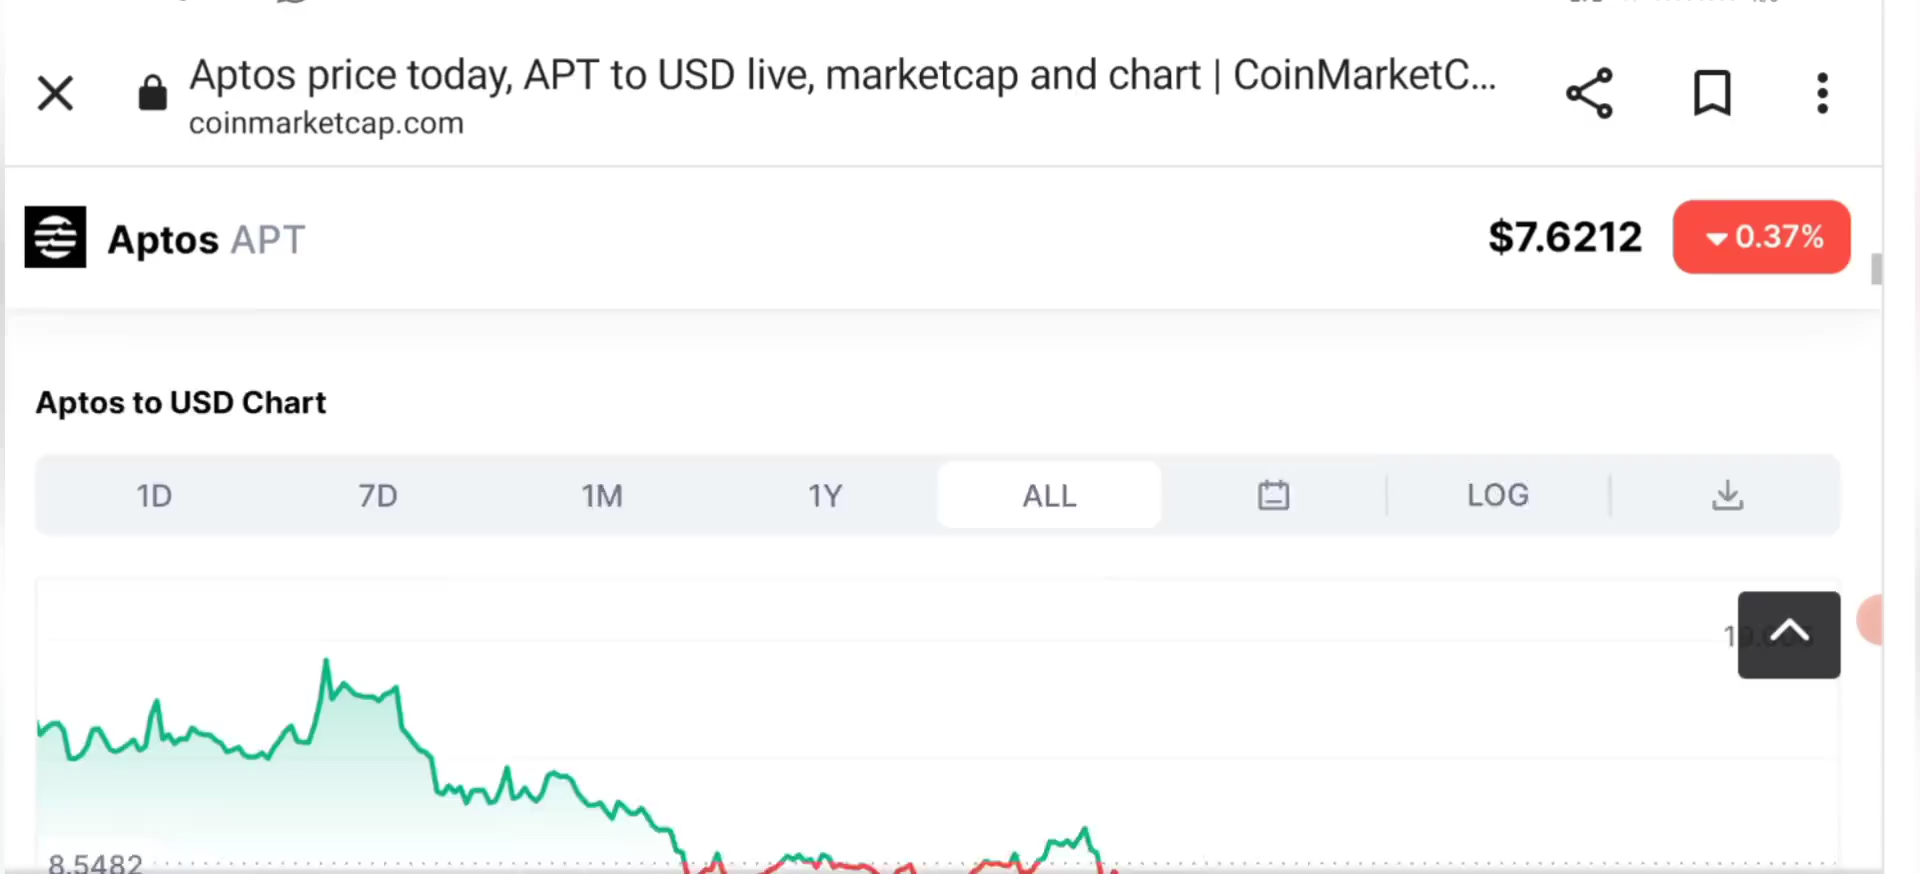 Aptos price today, APT to USD live, marketcap and chart | CoinMarketC...
coinmarketcap.com
Aptos APT
$7.6212
0.37%
Aptos to USD Chart
1D 7D 1M 1Y ALL LOG
8.5482